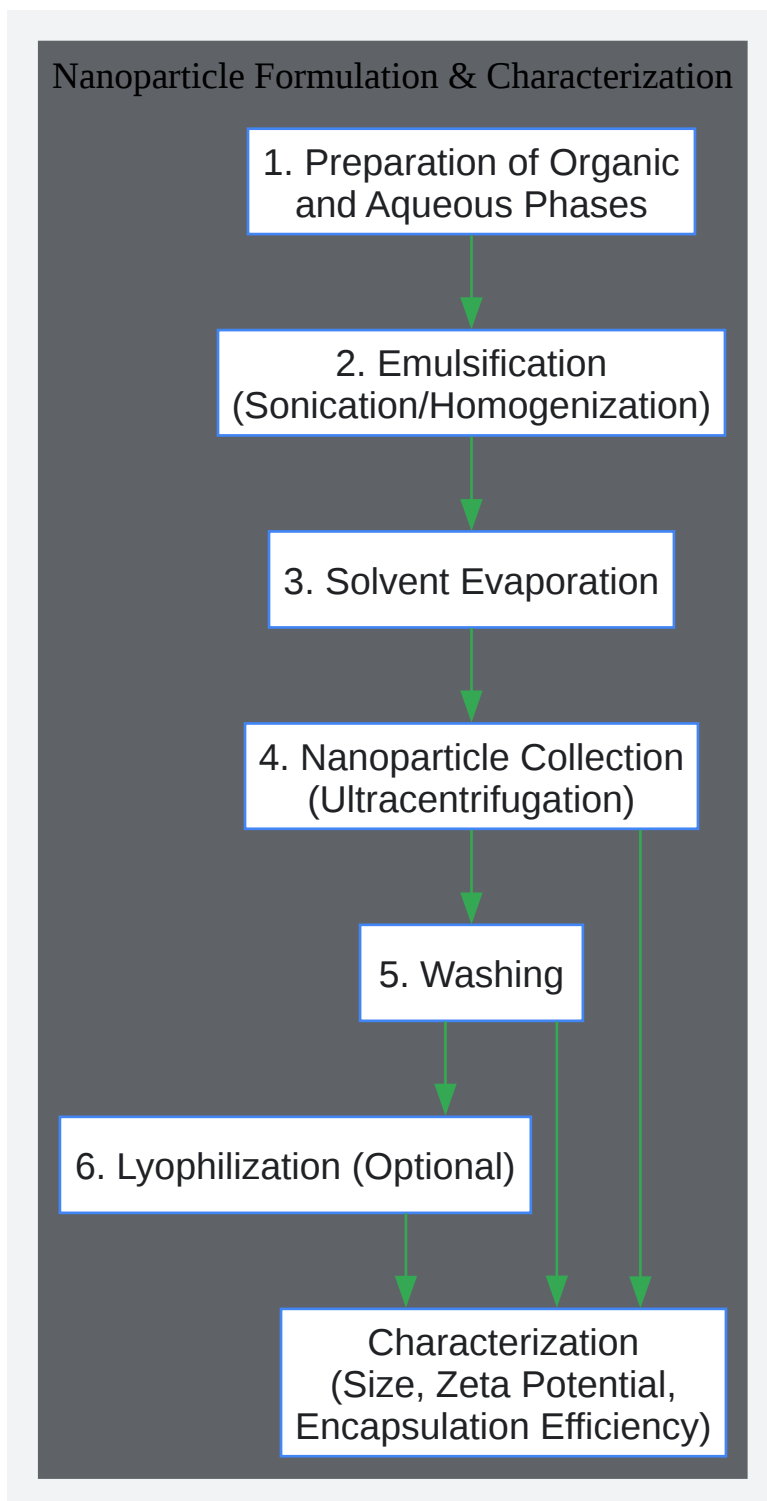 Nanoparticle Formulation & Characterization
1. Preparation of Organic
and Aqueous Phases
2. Emulsification
(Sonication/Homogenization)
3. Solvent Evaporation
4. Nanoparticle Collection
(Ultracentrifugation)
5. Washing
6. Lyophilization (Optional)
Characterization
(Size, Zeta Potential,
Encapsulation Efficiency)